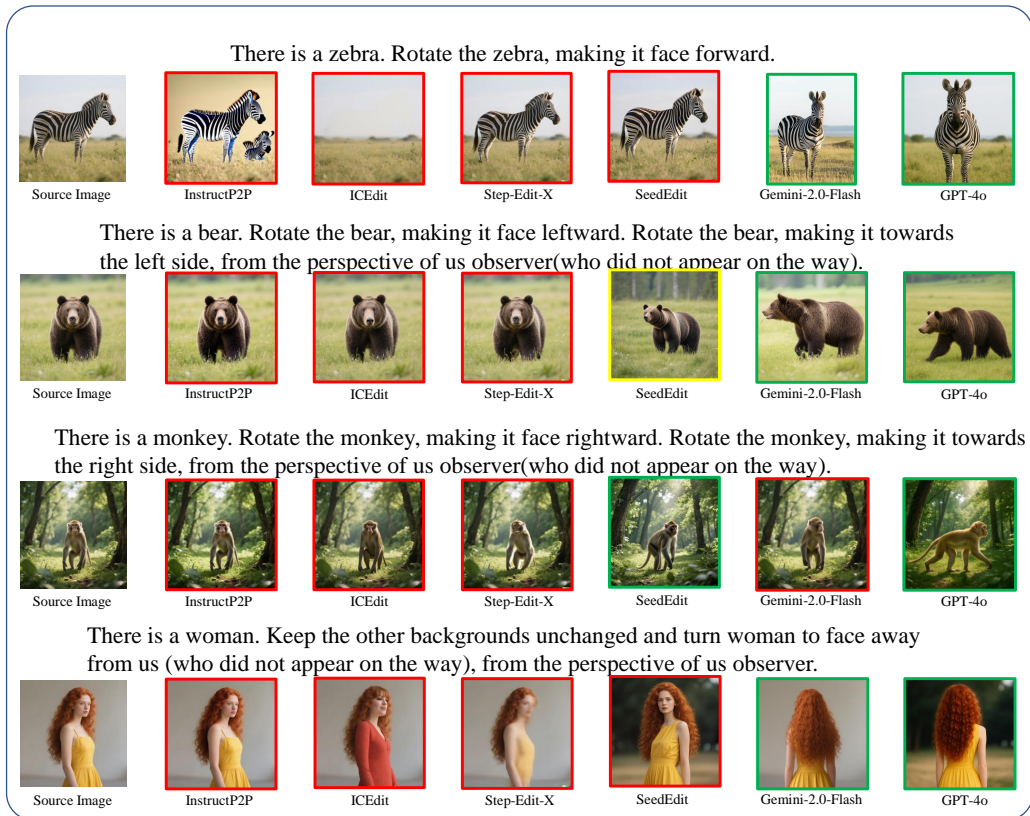 There is a zebra. Rotate the zebra, making it face forward.
Source Image InstructP2P ICEdit Step-Edit-X SeedEdit Gemini-2.0-Flash GPT-4o
There is a bear. Rotate the bear, making it face leftward. Rotate the bear, making it towards
the left side, from the perspective of us observer(who did not appear on the way).
Source Image InstructP2P ICEdit Step-Edit-X SeedEdit Gemini-2.0-Flash GPT-4o
There is a monkey. Rotate the monkey, making it face rightward. Rotate the monkey, making it towards
the right side, from the perspective of us observer(who did not appear on the way).
Source Image InstructP2P ICEdit Step-Edit-X SeedEdit Gemini-2.0-Flash GPT-4o
There is a woman. Keep the other backgrounds unchanged and turn woman to face away
from us (who did not appear on the way), from the perspective of us observer.
Source Image InstructP2P ICEdit Step-Edit-X SeedEdit Gemini-2.0-Flash GPT-4o